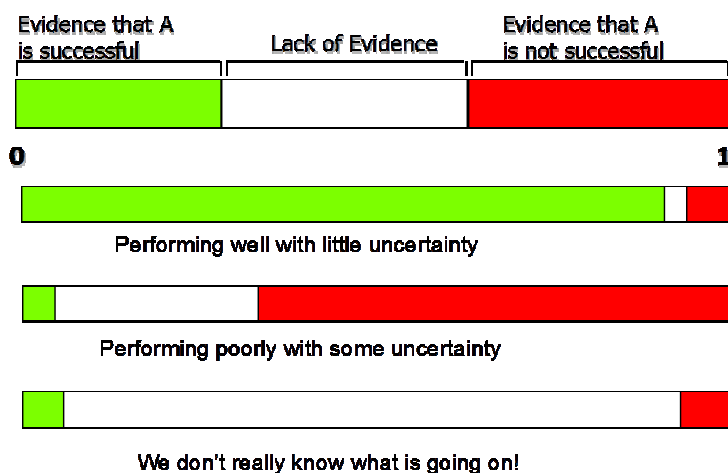 Evidence that A
is successful
Lack of Evidence
Evidence that A
is not successful
0
1
Performing well with little uncertainty
Performing poorly with some uncertainty
We don't really know what is going on!